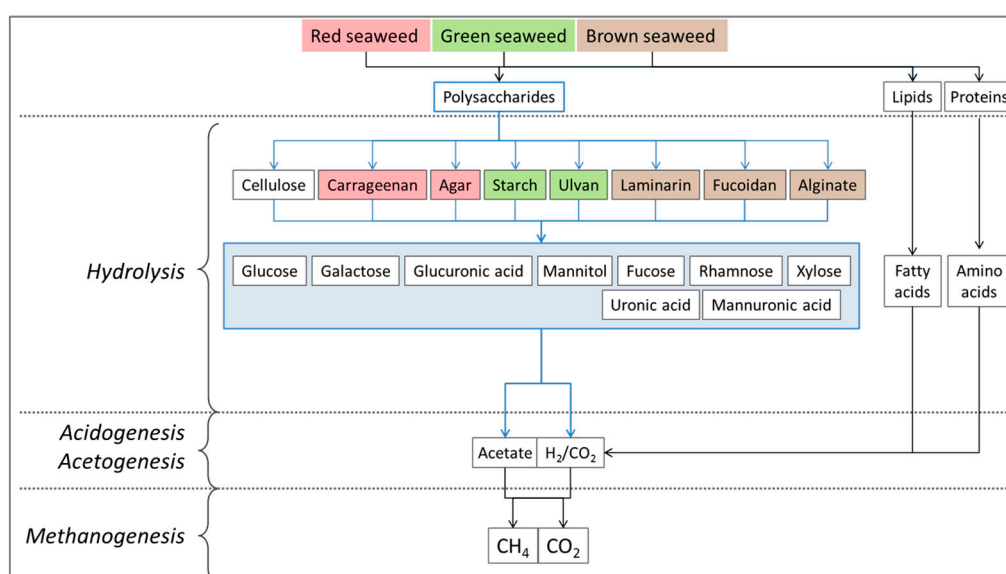 Red seaweed Green seaweed Brown seaweed
Polysaccharides Lipids Proteins
Cellulose Carrageenan Agar Starch Ulvan Laminarin Fucoidan Alginate
Hydrolysis
Glucose Galactose Glucuronic acid Mannitol Fucose Rhamnose Xylose
Uronic acid Mannuronic acid
Fatty
acids
Amino
acids
Acidogenesis
Acetogenesis
Acetate H₂/CO₂
Methanogenesis
CH₄ CO₂